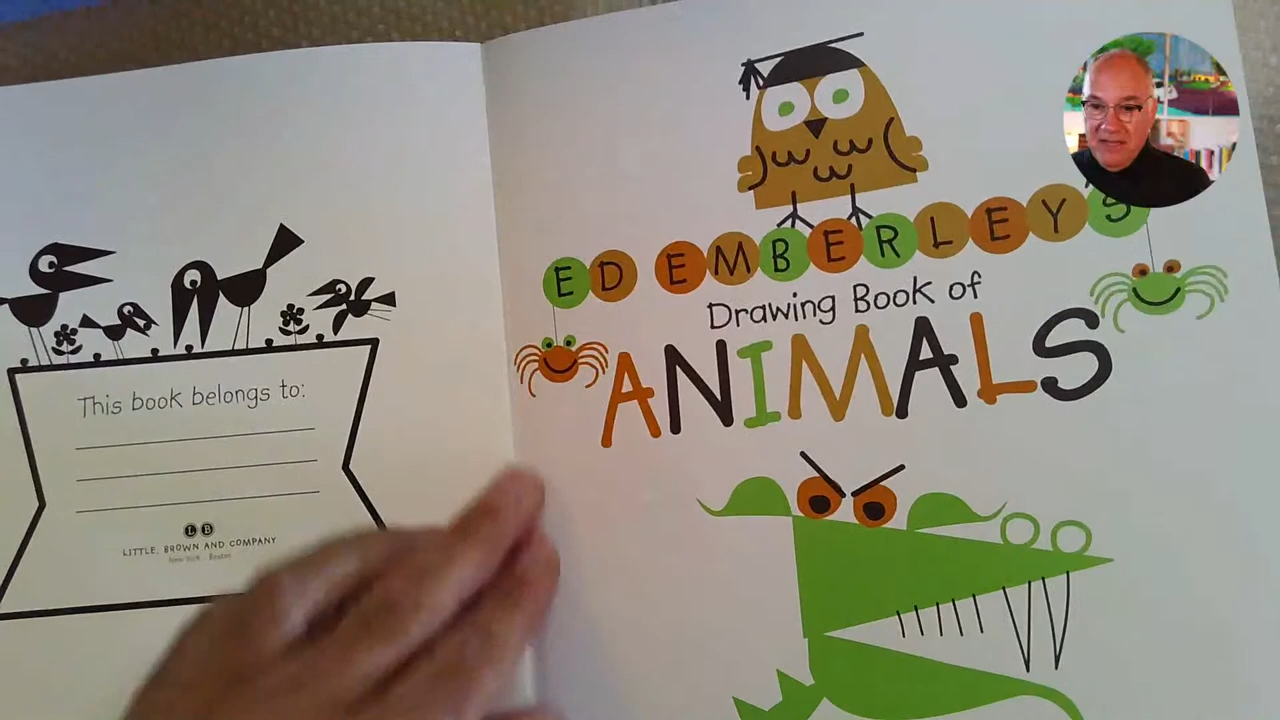 This book belongs to:
L B
LITTLE, BROWN AND COMPANY
New York · Boston
ED EMBERLEY'S
Drawing Book of
ANIMALS